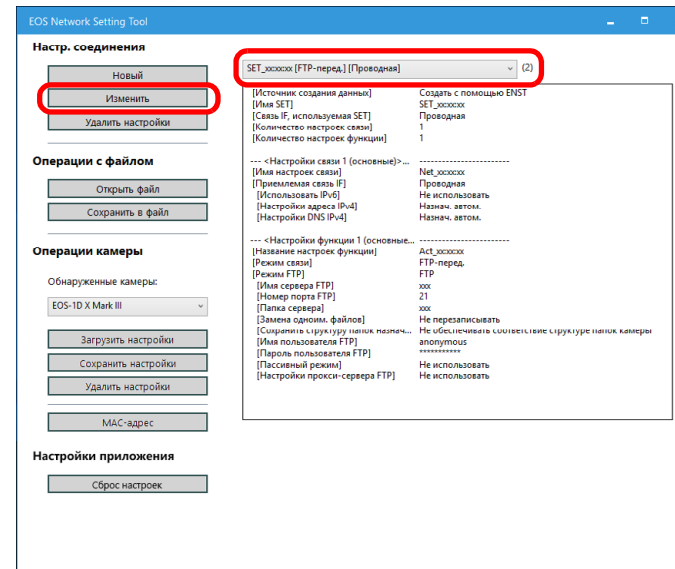 EOS Network Setting Tool
Настр. соединения
Новый
Изменить
Удалить настройки
Операции с файлом
Открыть файл
Сохранить в файл
Операции камеры
Обнаруженные камеры:
EOS-1D X Mark III
Загрузить настройки
Сохранить настройки
Удалить настройки
MAC-адрес
Настройки приложения
Сброс настроек
SET_xxxxxxx [FTP-перед.] [Проводная] (2)
[Источник создания данных] Создать с помощью ENST
[Имя SET] SET_xxxxxxx
[Связь IF, используемая SET] Проводная
[Количество настроек связи] 1
[Количество настроек функции] 1
--- <Настройки связи 1 (основные)>... ------------------------
[Имя настроек связи] Net_xxxxxxx
[Приемлемая связь IF] Проводная
[Использовать IPv6] Не использовать
[Настройки адреса IPv4] Назнач. автом.
[Настройки DNS IPv4] Назнач. автом.
--- <Настройки функции 1 (основные... ------------------------
[Название настроек функции] Act_xxxxxxx
[Режим связи] FTP-перед.
[Режим FTP] FTP
[Имя сервера FTP] xxx
[Номер порта FTP] 21
[Папка сервера] xxx
[Замена одноим. файлов] Не перезаписывать
[Сохранить структуру папок назнач... Не обеспечивать соответствие структуре папок камеры
[Имя пользователя FTP] anonymous
[Пароль пользователя FTP] ***********
[Пассивный режим] Не использовать
[Настройки прокси-сервера FTP] Не использовать